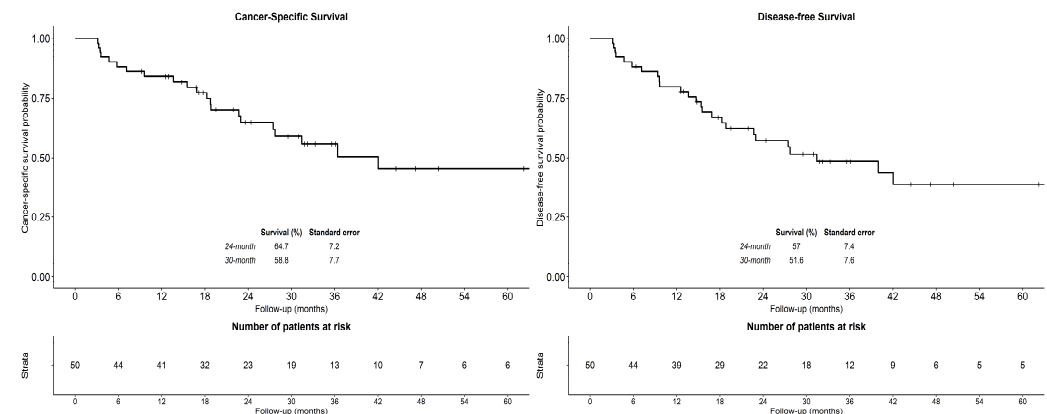 Cancer-Specific Survival
1.00
0.75
0.50
0.25
0.00
Cancer-specific survival probability
Survival (%) Standard error
24-month 64.7 7.2
30-month 58.8 7.7
0 6 12 18 24 30 36 42 48 54 60
Follow-up (months)
Number of patients at risk
Strata
50 44 41 32 23 19 13 10 7 6 6
0 6 12 18 24 30 36 42 48 54 60
Follow-up (months)
Disease-free Survival
1.00
0.75
0.50
0.25
0.00
Disease-free survival probability
Survival (%) Standard error
24-month 57 7.4
30-month 51.6 7.6
0 6 12 18 24 30 36 42 48 54 60
Follow-up (months)
Number of patients at risk
Strata
50 44 39 29 22 18 12 9 6 5 5
0 6 12 18 24 30 36 42 48 54 60
Follow-up (months)